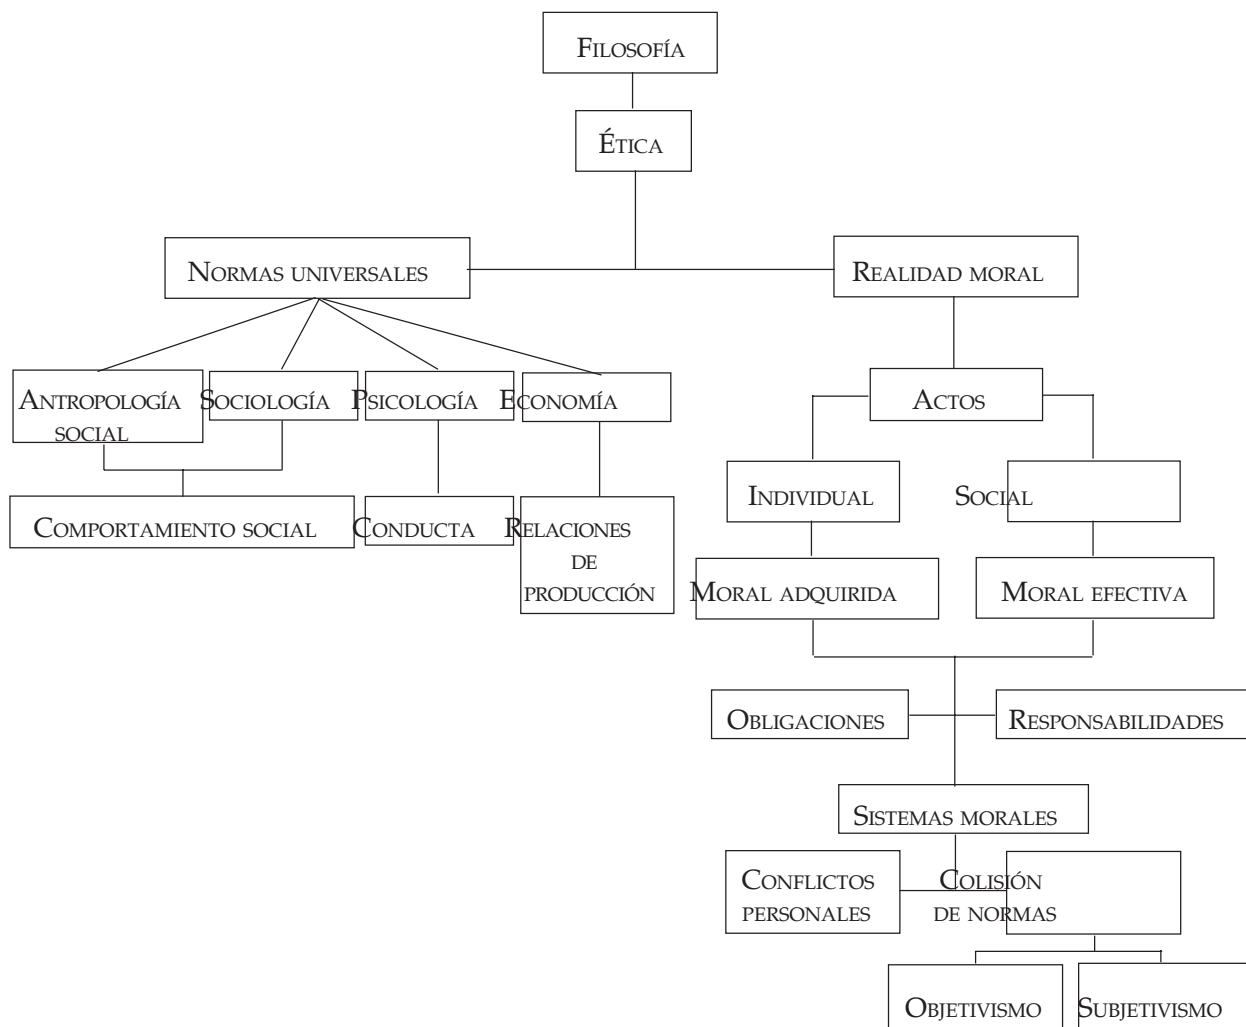 Filosofía
Ética
Normas universales
Realidad moral
Antropología
social
Sociología
Psicología
Economía
Actos
Individual
Social
Comportamiento social
Conducta
Relaciones
de
producción
Moral adquirida
Moral efectiva
Obligaciones
Responsabilidades
Sistemas morales
Conflictos
personales
Colisión
de normas
Objetivismo
Subjetivismo